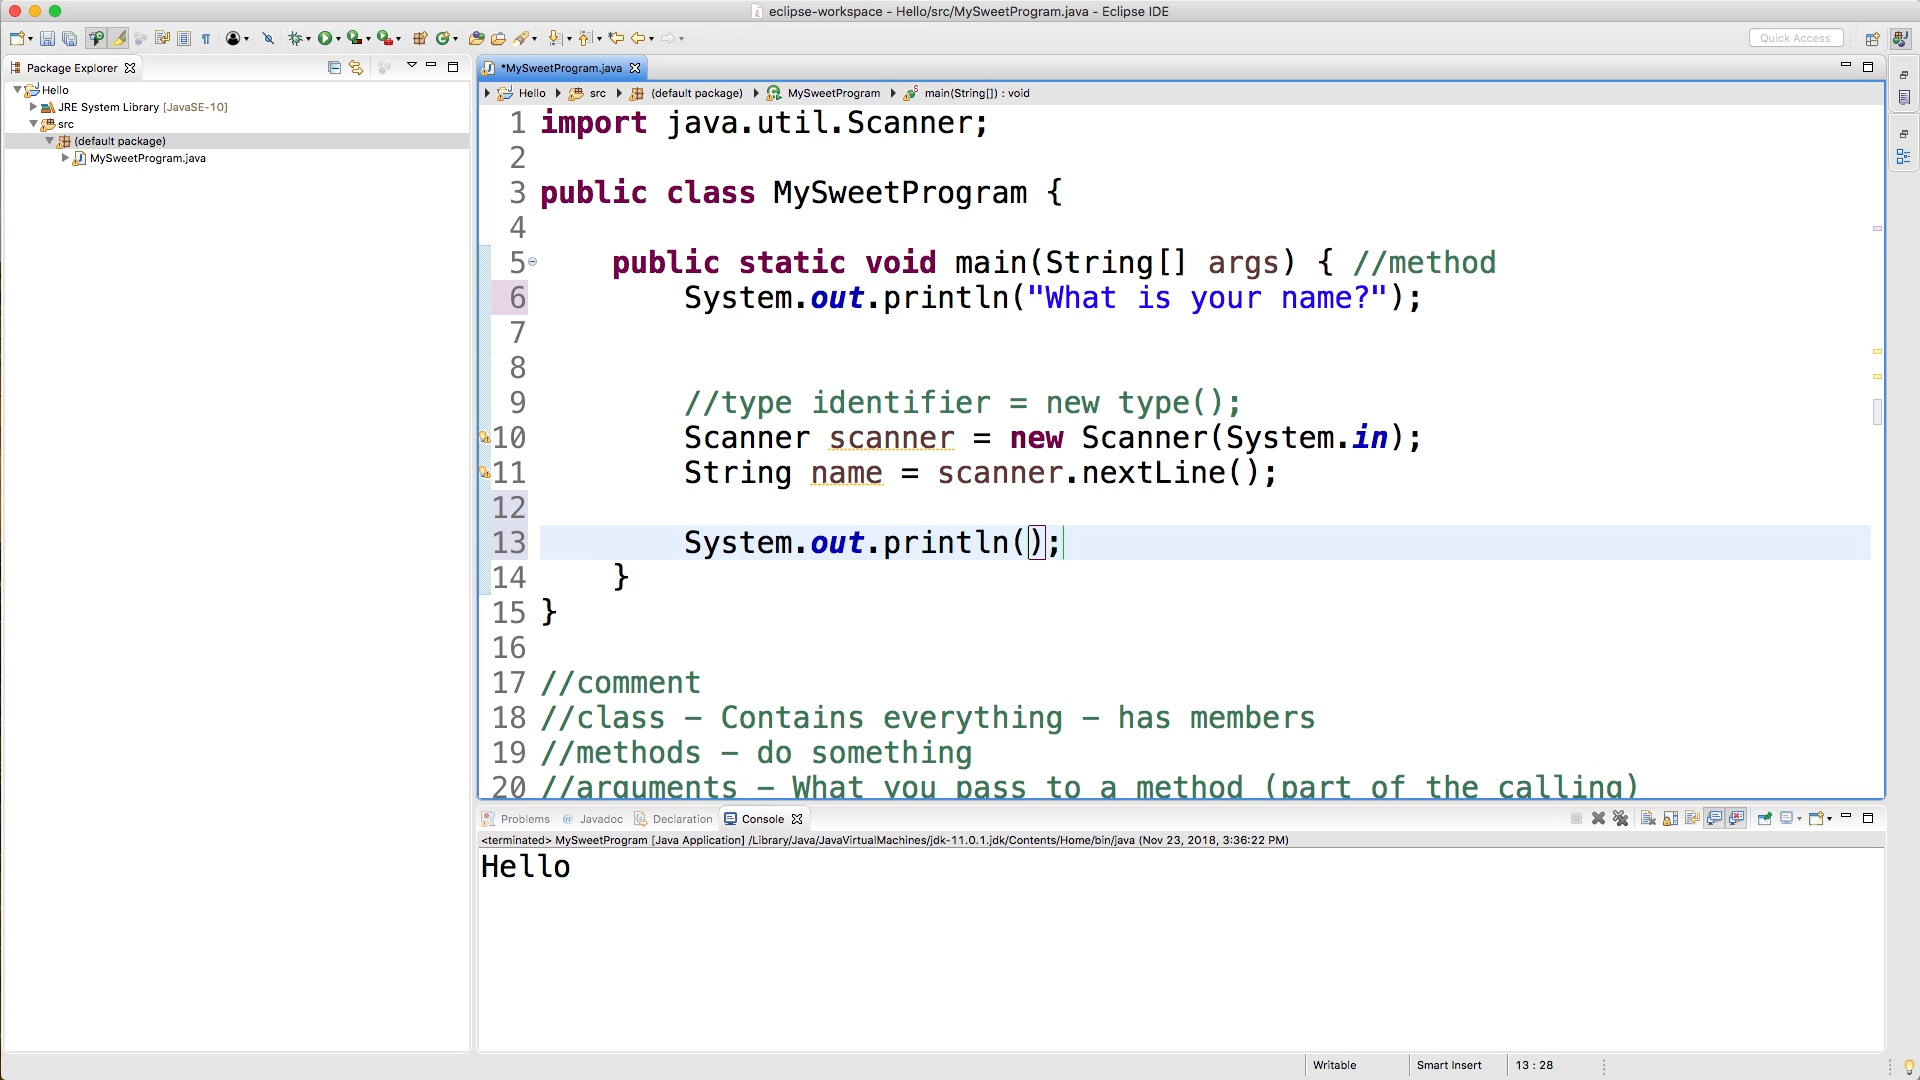 eclipse-workspace - Hello/src/MySweetProgram.java - Eclipse IDE
Quick Access
Package Explorer
*MySweetProgram.java
Hello
JRE System Library [JavaSE-10]
src
(default package)
MySweetProgram.java
Hello src (default package) MySweetProgram main(String[]) : void
1 import java.util.Scanner;
2
3 public class MySweetProgram {
4
5 public static void main(String[] args) { //method
6 System.out.println("What is your name?");
7
8
9 //type identifier = new type();
10 Scanner scanner = new Scanner(System.in);
11 String name = scanner.nextLine();
12
13 System.out.println();
14 }
15 }
16
17 //comment
18 //class – Contains everything – has members
19 //methods – do something
20 //arguments – What you pass to a method (part of the calling)
Problems @ Javadoc Declaration Console
<terminated> MySweetProgram [Java Application] /Library/Java/JavaVirtualMachines/jdk-11.0.1.jdk/Contents/Home/bin/java (Nov 23, 2018, 3:36:22 PM)
Hello
Writable Smart Insert 13 : 28